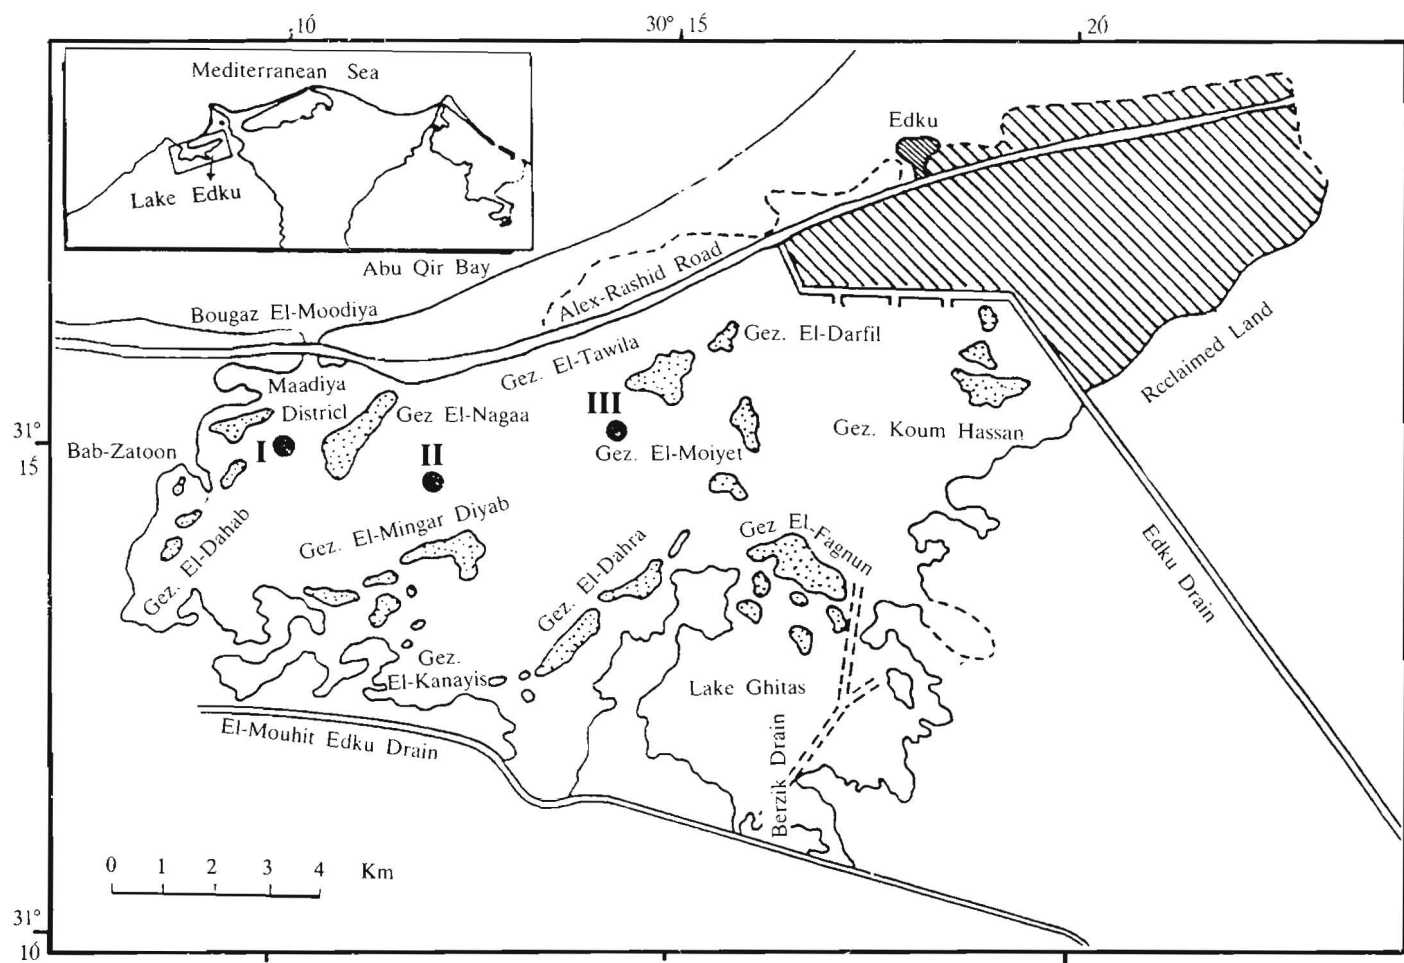 10́
30° 15́
20́
Mediterranean Sea
Lake Edku
Edku
Abu Qir Bay
Alex-Rashid Road
Bougaz El-Moodiya
Reclaimed Land
Gez. El-Darfil
Gez. El-Tawila
Maadiya
Districl
Gez El-Nagaa
III
Gez. Koum Hassan
31°
15́
Bab-Zatoon
I
II
Gez. El-Moiyet
Gez. El-Mingar Diyab
Gez El-Fagnun
Edku Drain
Gez. El-Dahab
Gez. El-Dahra
Gez.
El-Kanayis
Lake Ghitas
El-Mouhit Edku Drain
Berzik Drain
0 1 2 3 4 Km
31°
10́